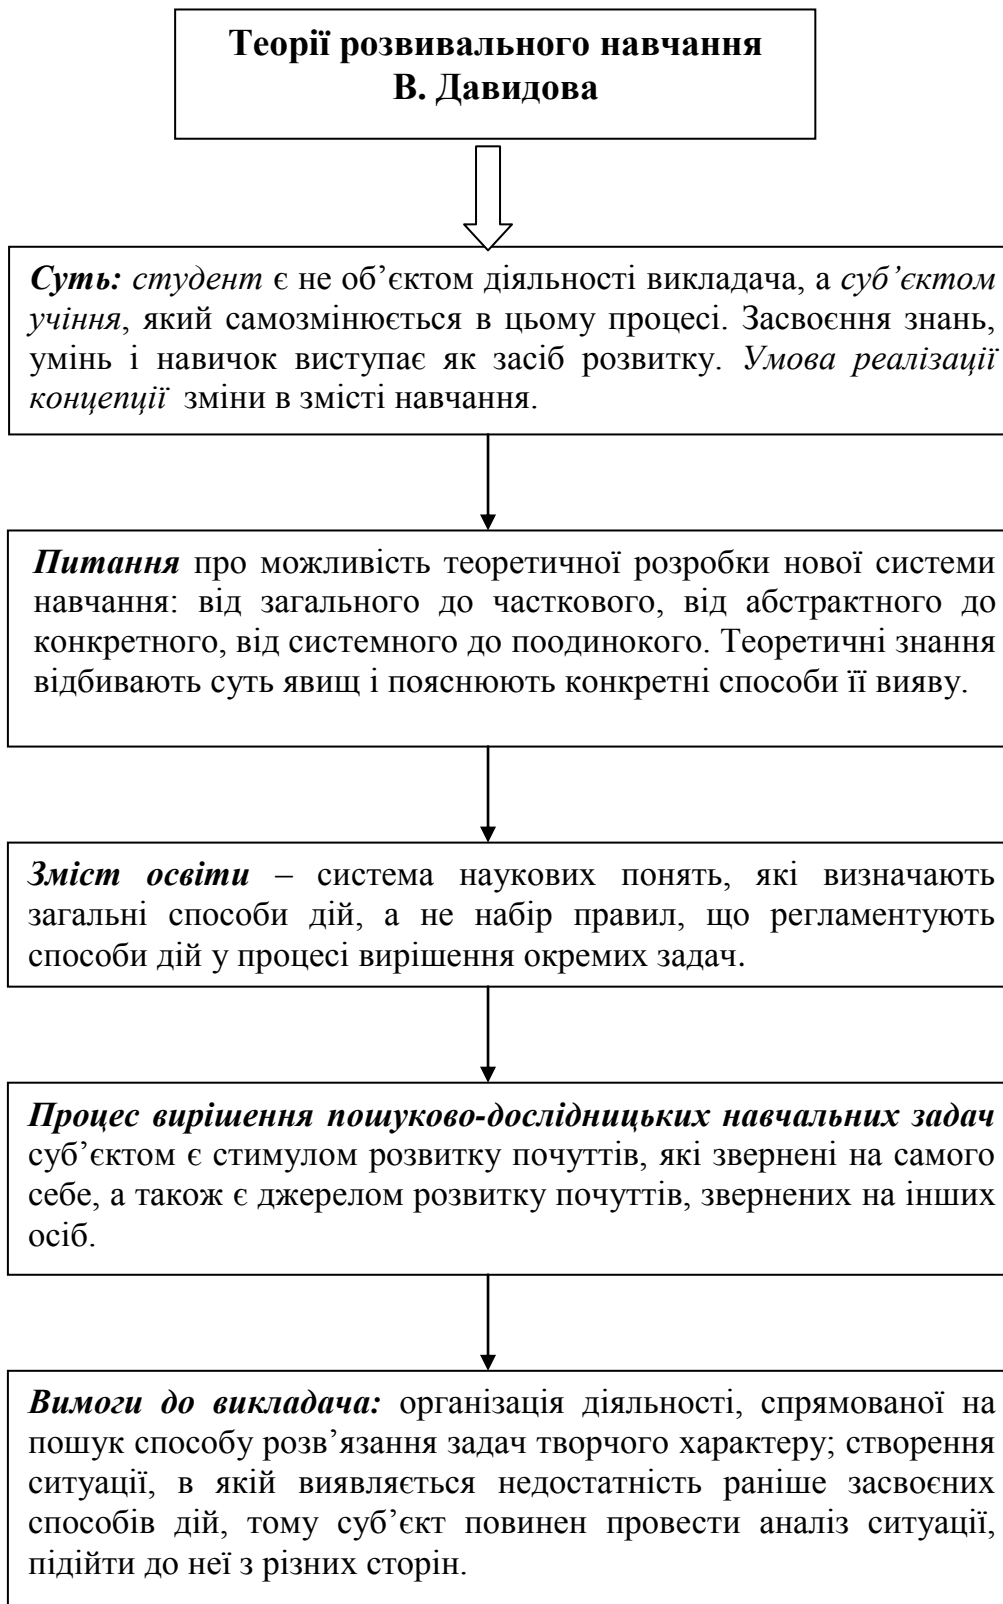 Теорії розвивального навчання
В. Давидова
Суть: студент є не об’єктом діяльності викладача, а суб’єктом
учіння, який самозмінюється в цьому процесі. Засвоєння знань,
умінь і навичок виступає як засіб розвитку. Умова реалізації
концепції зміни в змісті навчання.
Питання про можливість теоретичної розробки нової системи
навчання: від загального до часткового, від абстрактного до
конкретного, від системного до поодинокого. Теоретичні знання
відбивають суть явищ і пояснюють конкретні способи її вияву.
Зміст освіти – система наукових понять, які визначають
загальні способи дій, а не набір правил, що регламентують
способи дій у процесі вирішення окремих задач.
Процес вирішення пошуково-дослідницьких навчальних задач
суб’єктом є стимулом розвитку почуттів, які звернені на самого
себе, а також є джерелом розвитку почуттів, звернених на інших
осіб.
Вимоги до викладача: організація діяльності, спрямованої на
пошук способу розв’язання задач творчого характеру; створення
ситуації, в якій виявляється недостатність раніше засвоєних
способів дій, тому суб’єкт повинен провести аналіз ситуації,
підійти до неї з різних сторін.